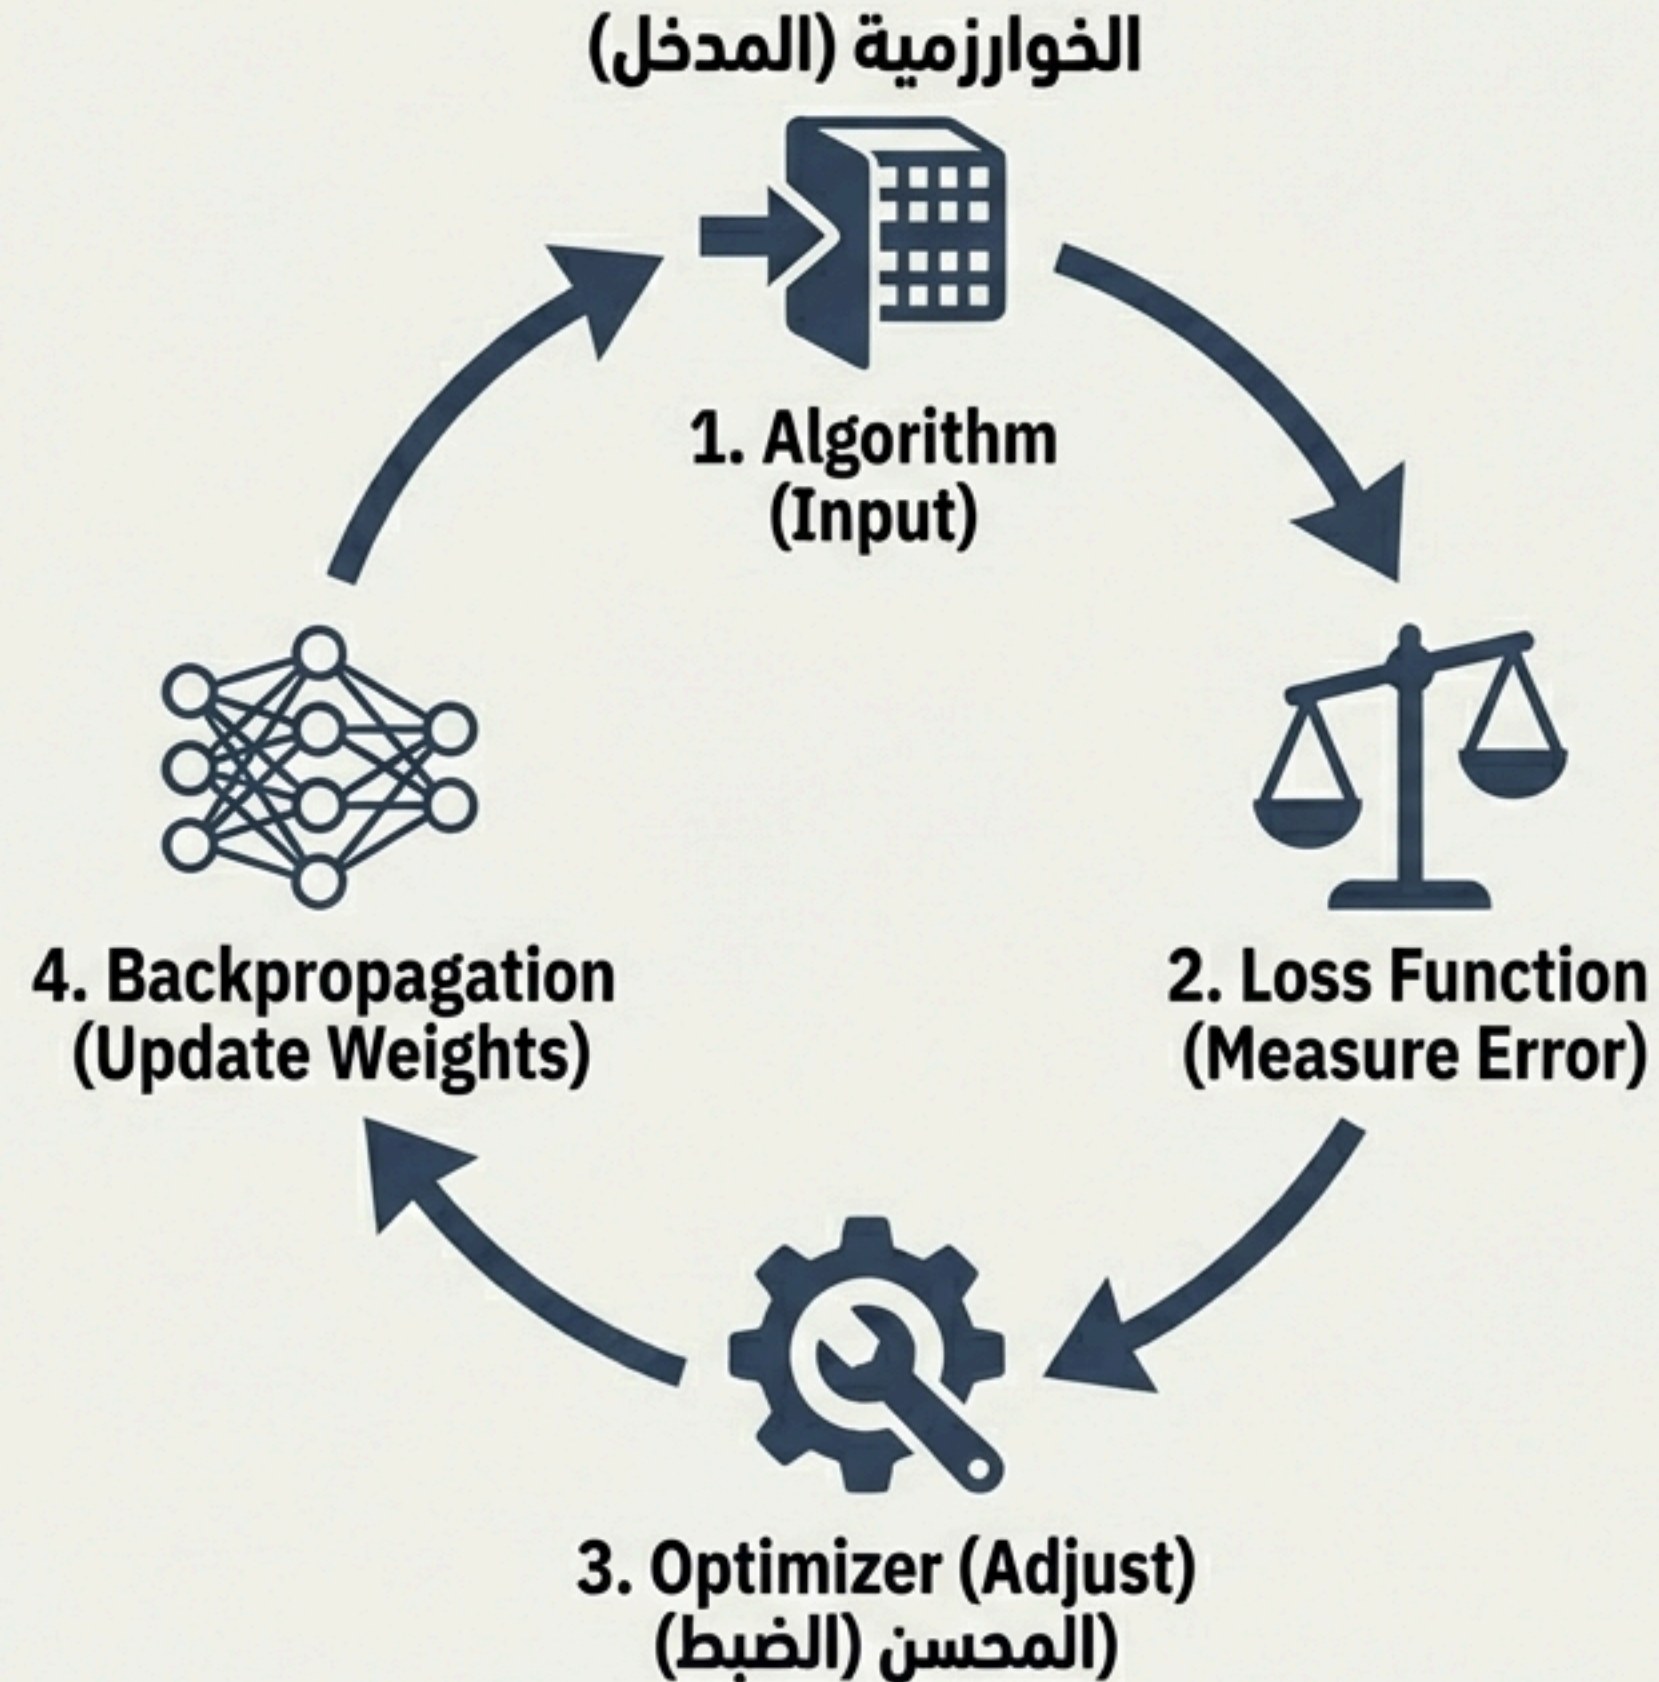 الخوارزمية (المدخل)
1. Algorithm
(Input)
2. Loss Function
(Measure Error)
3. Optimizer (Adjust)
(المحسن (الضبط)
4. Backpropagation
(Update Weights)